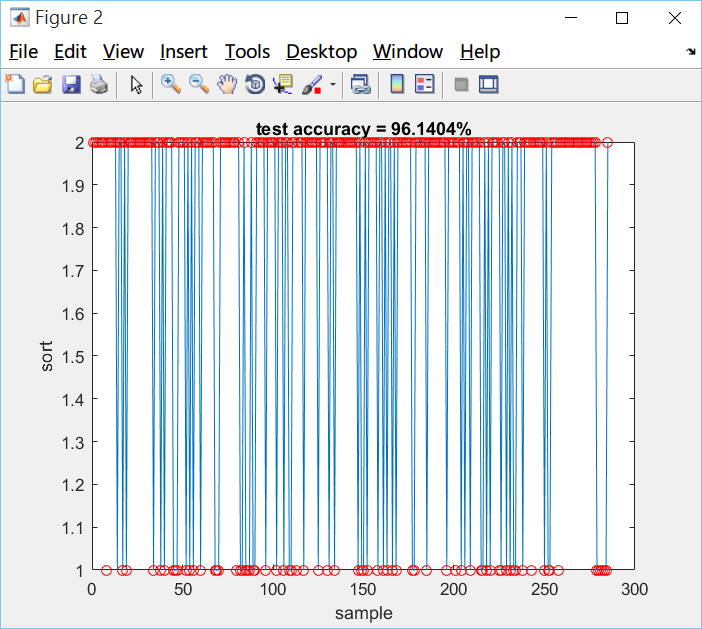 Figure 2
File Edit View Insert Tools Desktop Window Help
test accuracy = 96.1404%
2
1.9
1.8
1.7
1.6
1.5
1.4
1.3
1.2
1.1
1
sort
0 50 100 150 200 250 300
sample